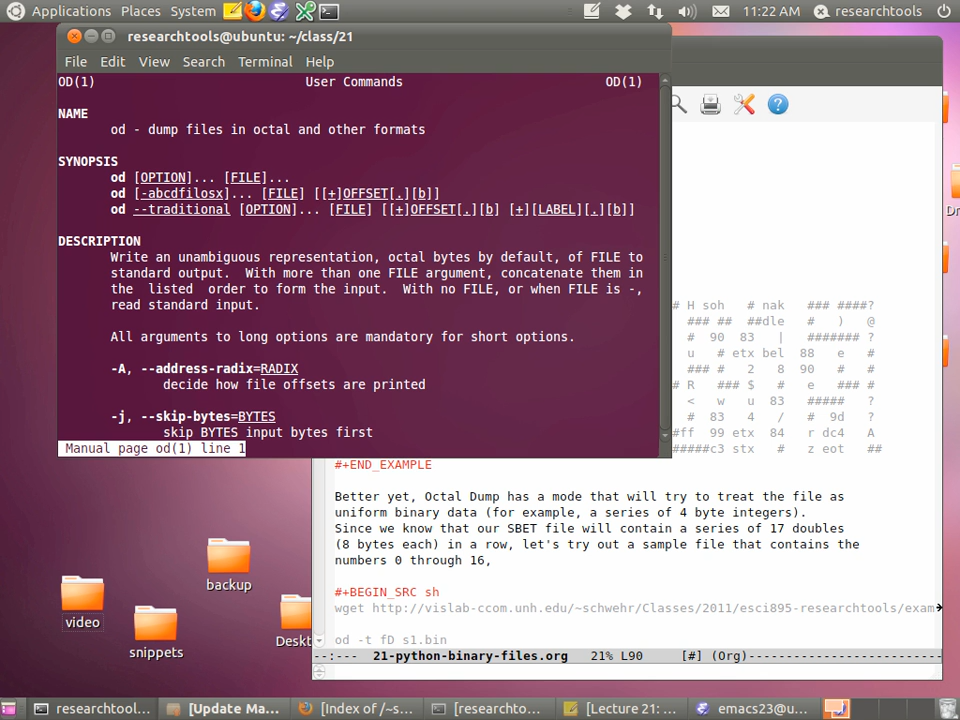 Applications Places System 11:22 AM researchtools
researchtools@ubuntu: ~/class/21
File Edit View Search Terminal Help
OD(1) User Commands OD(1)
NAME
od - dump files in octal and other formats
SYNOPSIS
od [OPTION]... [FILE]...
od [-abcdfilosx]... [FILE] [[+]OFFSET[.][b]]
od --traditional [OPTION]... [FILE] [[+]OFFSET[.][b] [+][LABEL][.][b]]
DESCRIPTION
Write an unambiguous representation, octal bytes by default, of FILE to
standard output. With more than one FILE argument, concatenate them in
the listed order to form the input. With no FILE, or when FILE is -,
read standard input.
All arguments to long options are mandatory for short options.
-A, --address-radix=RADIX
decide how file offsets are printed
-j, --skip-bytes=BYTES
skip BYTES input bytes first
Manual page od(1) line 1
# H soh # nak ### ####?
### ## ##dle # ) @
# 90 83 | ####### ?
u # etx bel 88 e #
### # 2 8 90 # #
# R ### $ # e ### #
< w u 83 ##### ?
# 83 4 / # 9d ?
#ff 99 etx 84 r dc4 A
#####c3 stx # z eot ##
#+END_EXAMPLE
Better yet, Octal Dump has a mode that will try to treat the file as
uniform binary data (for example, a series of 4 byte integers).
Since we know that our SBET file will contain a series of 17 doubles
(8 bytes each) in a row, let's try out a sample file that contains the
numbers 0 through 16,
#+BEGIN_SRC sh
wget http://vislab-ccom.unh.edu/~schwehr/Classes/2011/esci895-researchtools/exam
od -t fD s1.bin
--:--- 21-python-binary-files.org 21% L90 [#] (Org)
backup
video
snippets
Deskt
Dr
researchtool... [Update Ma... [Index of /~s... [researchto... [Lecture 21: ... emacs23@u...